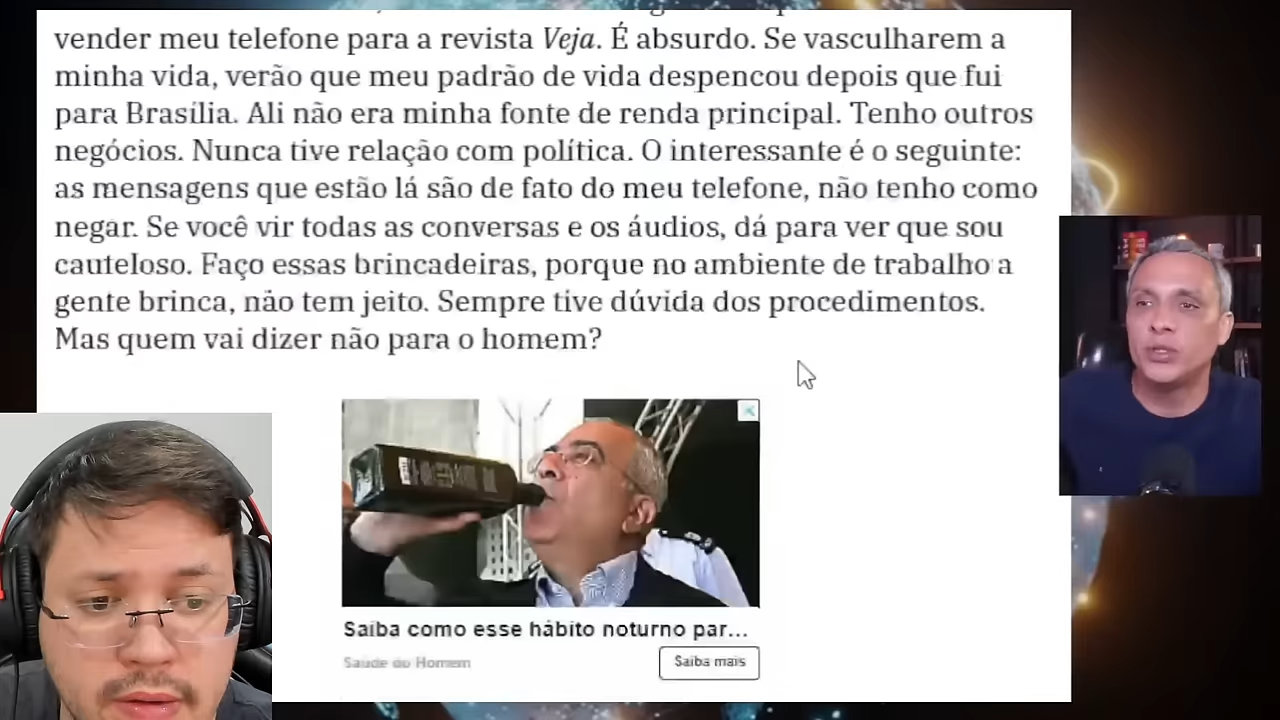 vender meu telefone para a revista Veja. É absurdo. Se vasculharem a
minha vida, verão que meu padrão de vida despencou depois que fui
para Brasília. Ali não era minha fonte de renda principal. Tenho outros
negócios. Nunca tive relação com política. O interessante é o seguinte:
as mensagens que estão lá são de fato do meu telefone, não tenho como
negar. Se você vir todas as conversas e os áudios, dá para ver que sou
cauteloso. Faço essas brincadeiras, porque no ambiente de trabalho a
gente brinca, não tem jeito. Sempre tive dúvida dos procedimentos.
Mas quem vai dizer não para o homem?
Saiba como esse hábito noturno par...
Saúde do Homem
Saiba mais